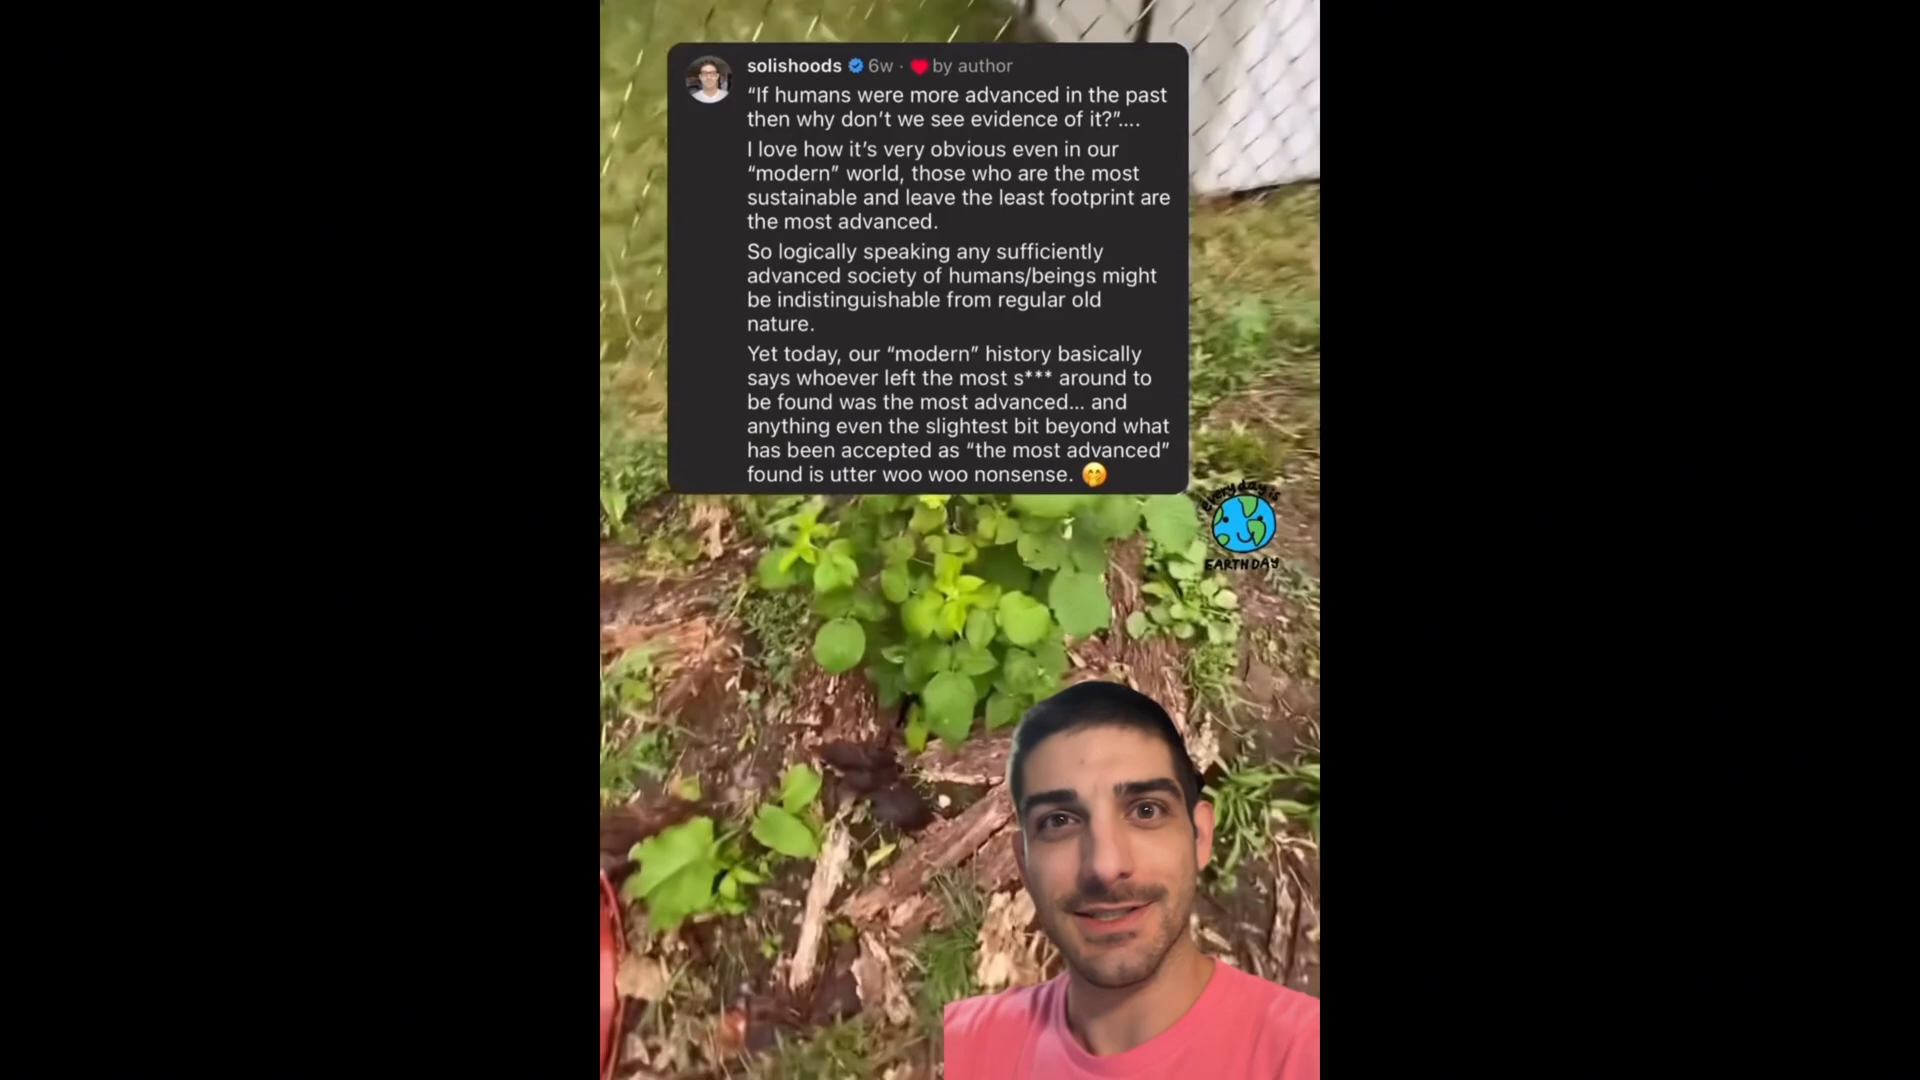 solishoods 6w · by author
“If humans were more advanced in the past
then why don’t we see evidence of it?”....
I love how it’s very obvious even in our
“modern” world, those who are the most
sustainable and leave the least footprint are
the most advanced.
So logically speaking any sufficiently
advanced society of humans/beings might
be indistinguishable from regular old
nature.
Yet today, our “modern” history basically
says whoever left the most s*** around to
be found was the most advanced... and
anything even the slightest bit beyond what
has been accepted as “the most advanced”
found is utter woo woo nonsense. 🤭
everyday is
EARTH DAY